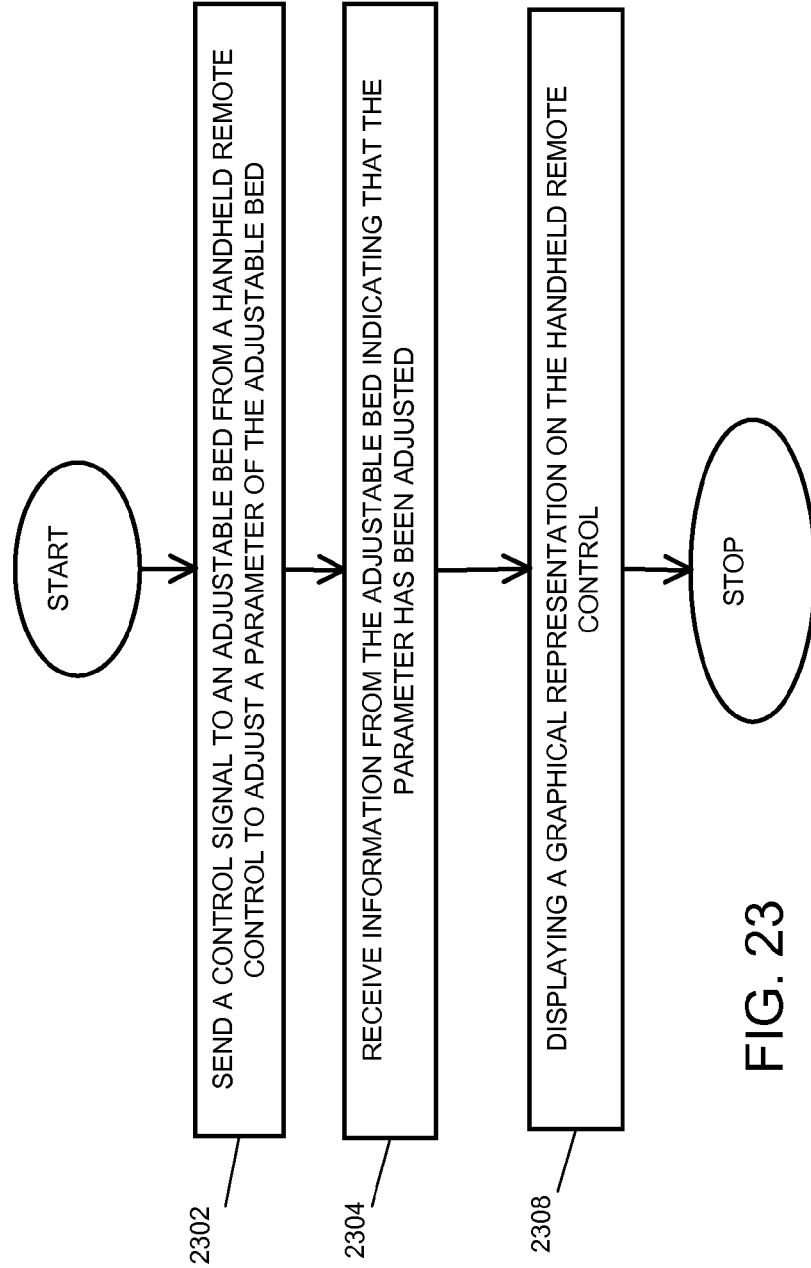 START
2302
SEND A CONTROL SIGNAL TO AN ADJUSTABLE BED FROM A HANDHELD REMOTE
CONTROL TO ADJUST A PARAMETER OF THE ADJUSTABLE BED
2304
RECEIVE INFORMATION FROM THE ADJUSTABLE BED INDICATING THAT THE
PARAMETER HAS BEEN ADJUSTED
2308
DISPLAYING A GRAPHICAL REPRESENTATION ON THE HANDHELD REMOTE
CONTROL
STOP
FIG. 23